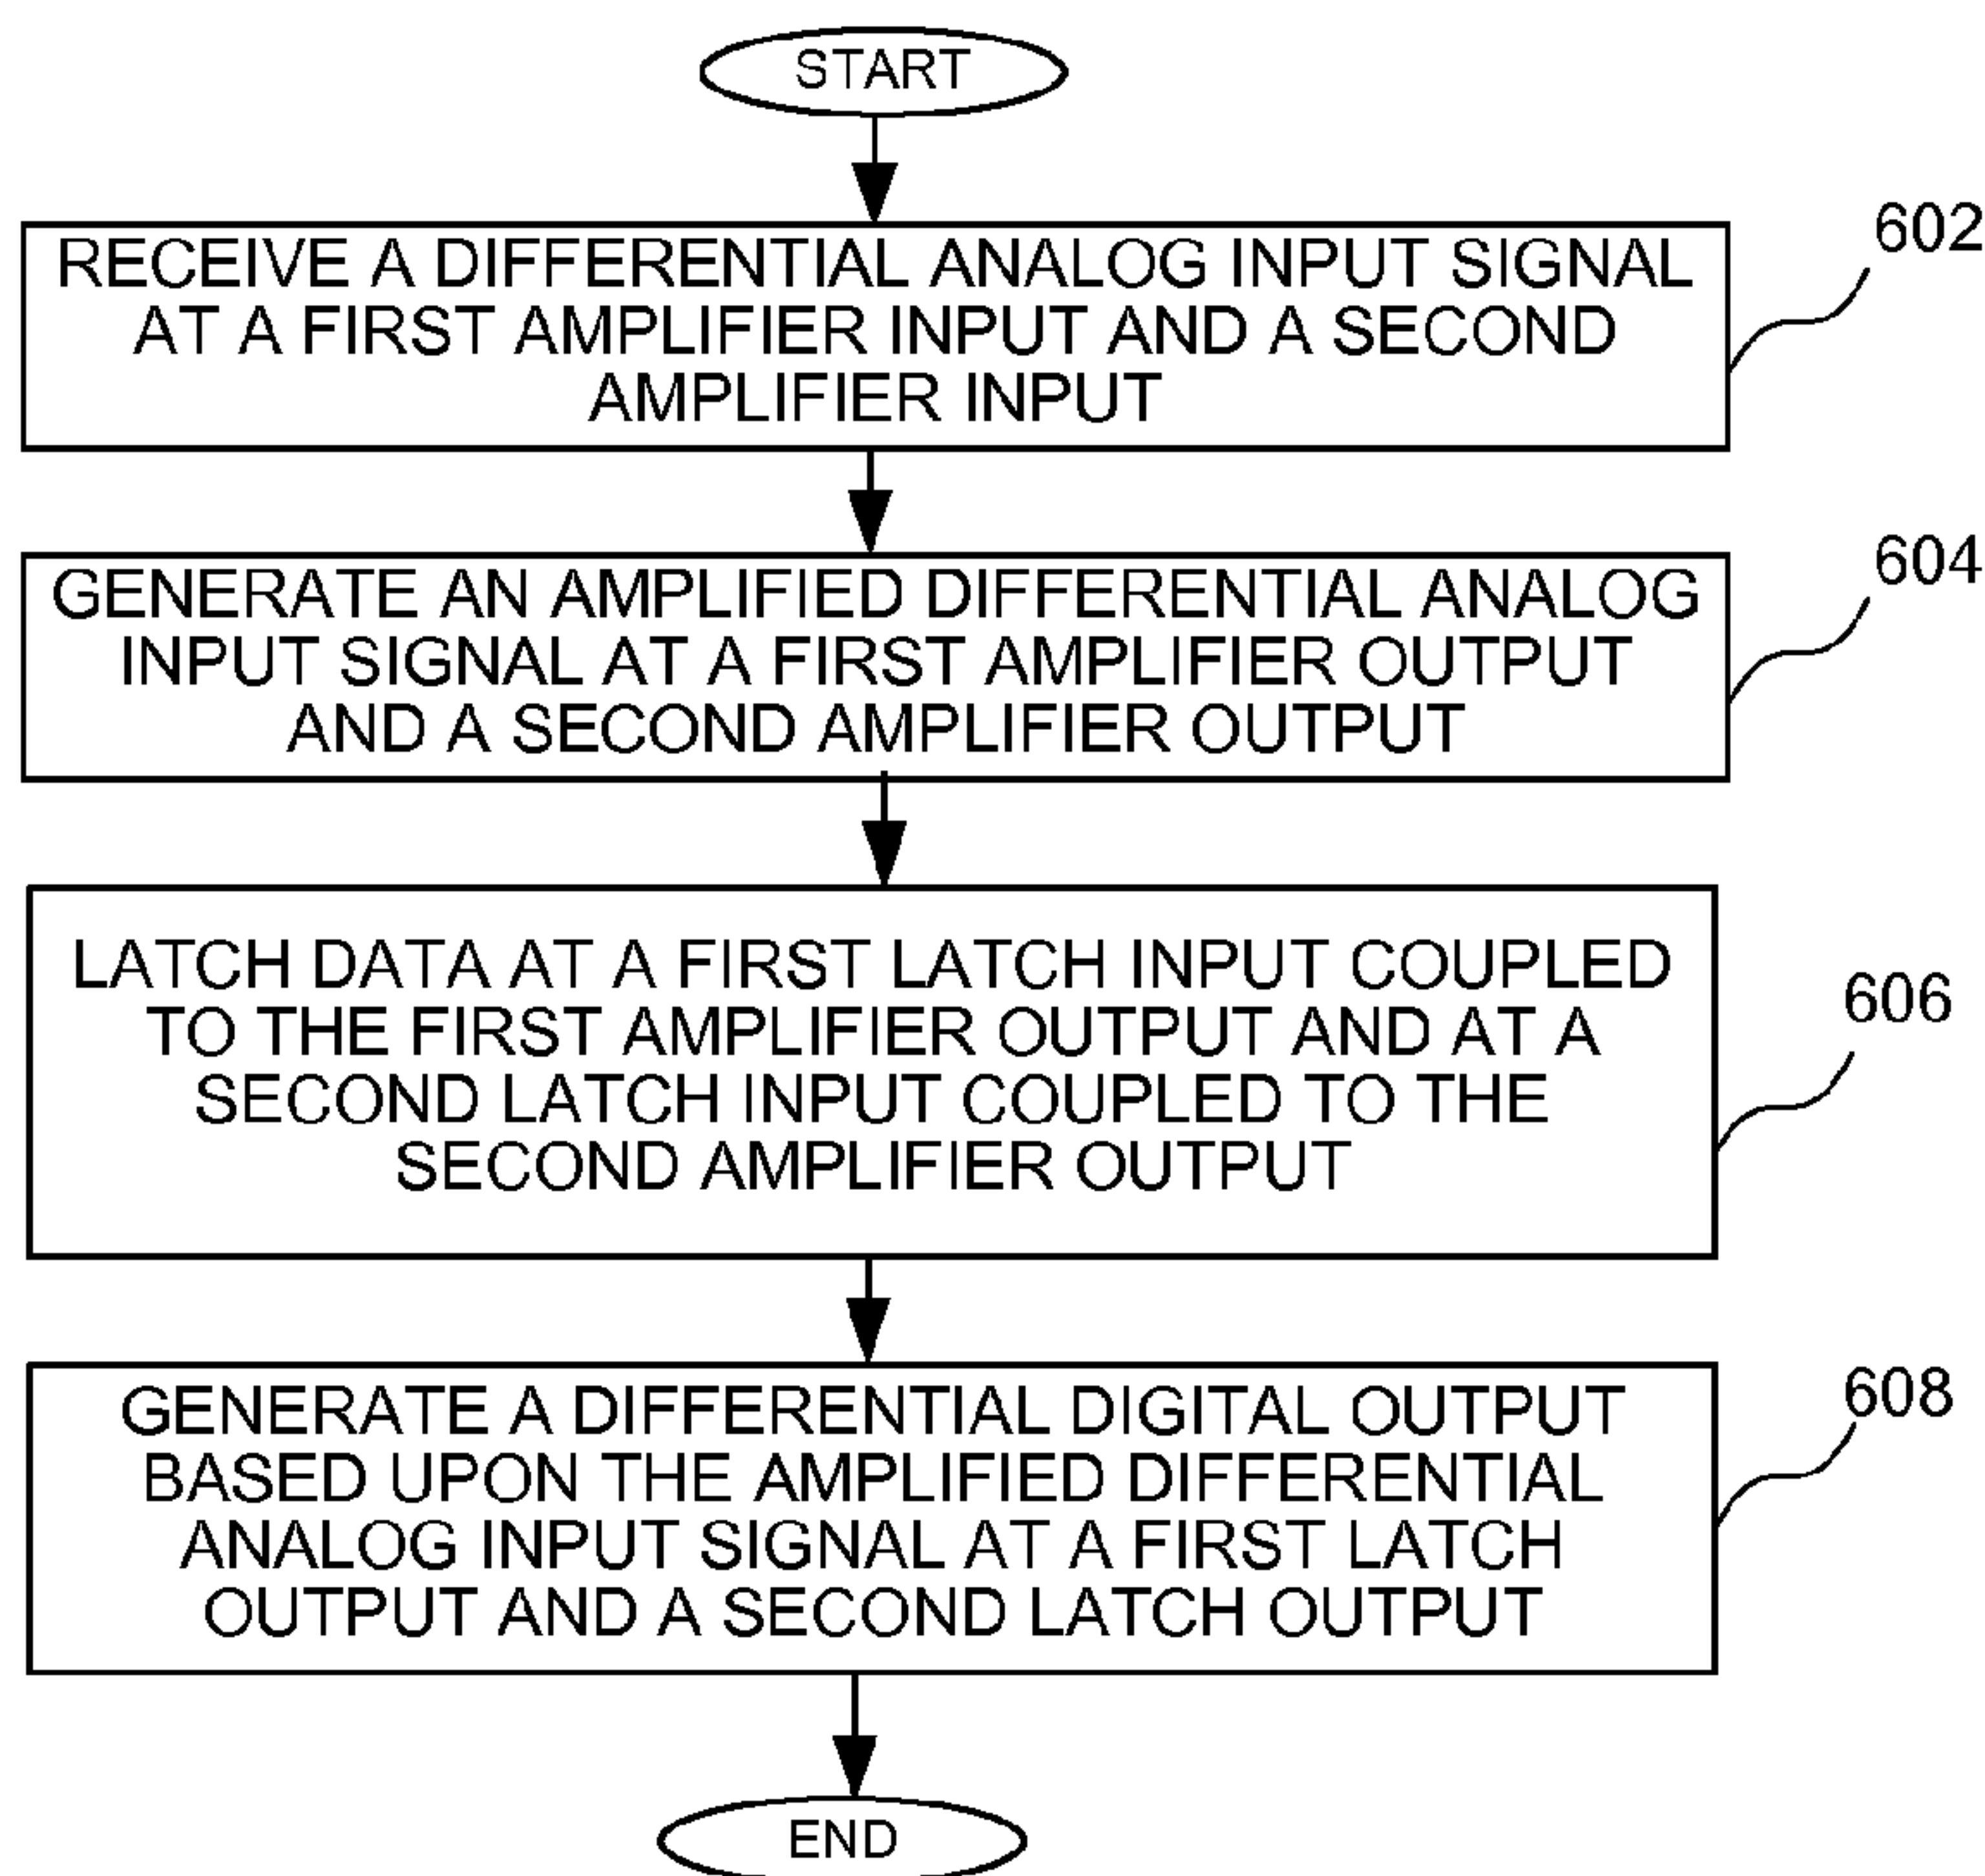 START
602
RECEIVE A DIFFERENTIAL ANALOG INPUT SIGNAL
AT A FIRST AMPLIFIER INPUT AND A SECOND
AMPLIFIER INPUT
604
GENERATE AN AMPLIFIED DIFFERENTIAL ANALOG
INPUT SIGNAL AT A FIRST AMPLIFIER OUTPUT
AND A SECOND AMPLIFIER OUTPUT
LATCH DATA AT A FIRST LATCH INPUT COUPLED
606
TO THE FIRST AMPLIFIER OUTPUT AND AT A
SECOND LATCH INPUT COUPLED TO THE
SECOND AMPLIFIER OUTPUT
608
GENERATE A DIFFERENTIAL DIGITAL OUTPUT
BASED UPON THE AMPLIFIED DIFFERENTIAL
ANALOG INPUT SIGNAL AT A FIRST LATCH
OUTPUT AND A SECOND LATCH OUTPUT
END